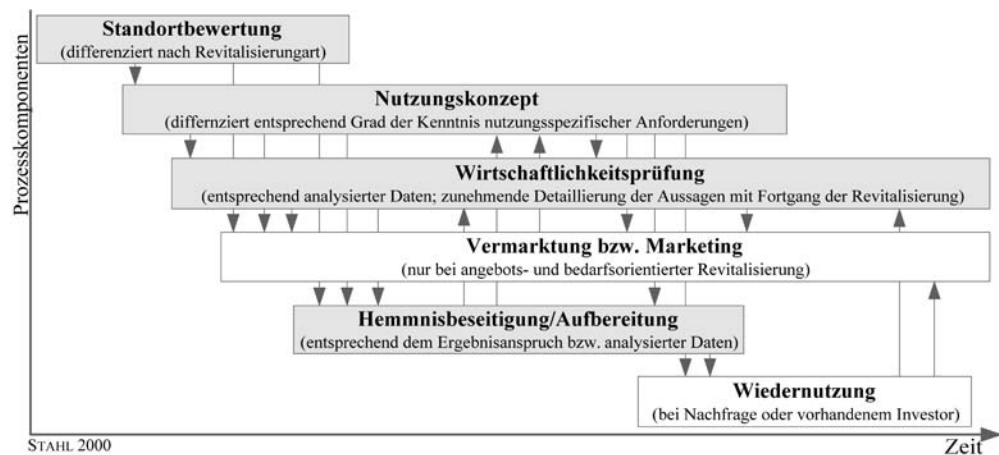 Prozesskomponenten
Standortbewertung
(differenziert nach Revitalisierungart)
Nutzungskonzept
(differnziert entsprechend Grad der Kenntnis nutzungsspezifischer Anforderungen)
Wirtschaftlichkeitsprüfung
(entsprechend analysierter Daten; zunehmende Detaillierung der Aussagen mit Fortgang der Revitalisierung)
Vermarktung bzw. Marketing
(nur bei angebots- und bedarfsorientierter Revitalisierung)
Hemmnisbeseitigung/Aufbereitung
(entsprechend dem Ergebnisanspruch bzw. analysierter Daten)
Wiedernutzung
(bei Nachfrage oder vorhandenem Investor)
STAHL 2000
Zeit